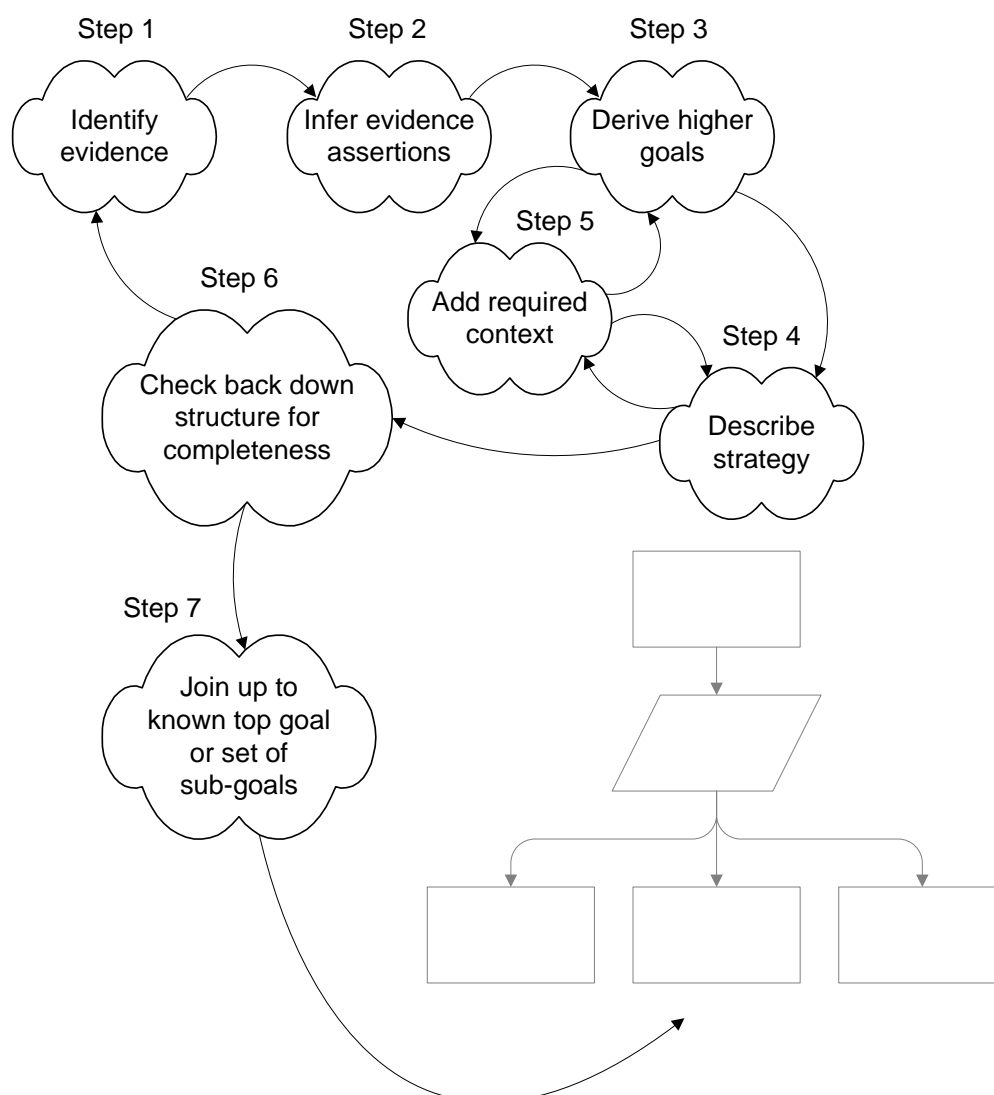 Step 1
Identify
evidence
Step 2
Infer evidence
assertions
Step 3
Derive higher
goals
Step 5
Add required
context
Step 4
Describe
strategy
Step 6
Check back down
structure for
completeness
Step 7
Join up to
known top goal
or set of
sub-goals